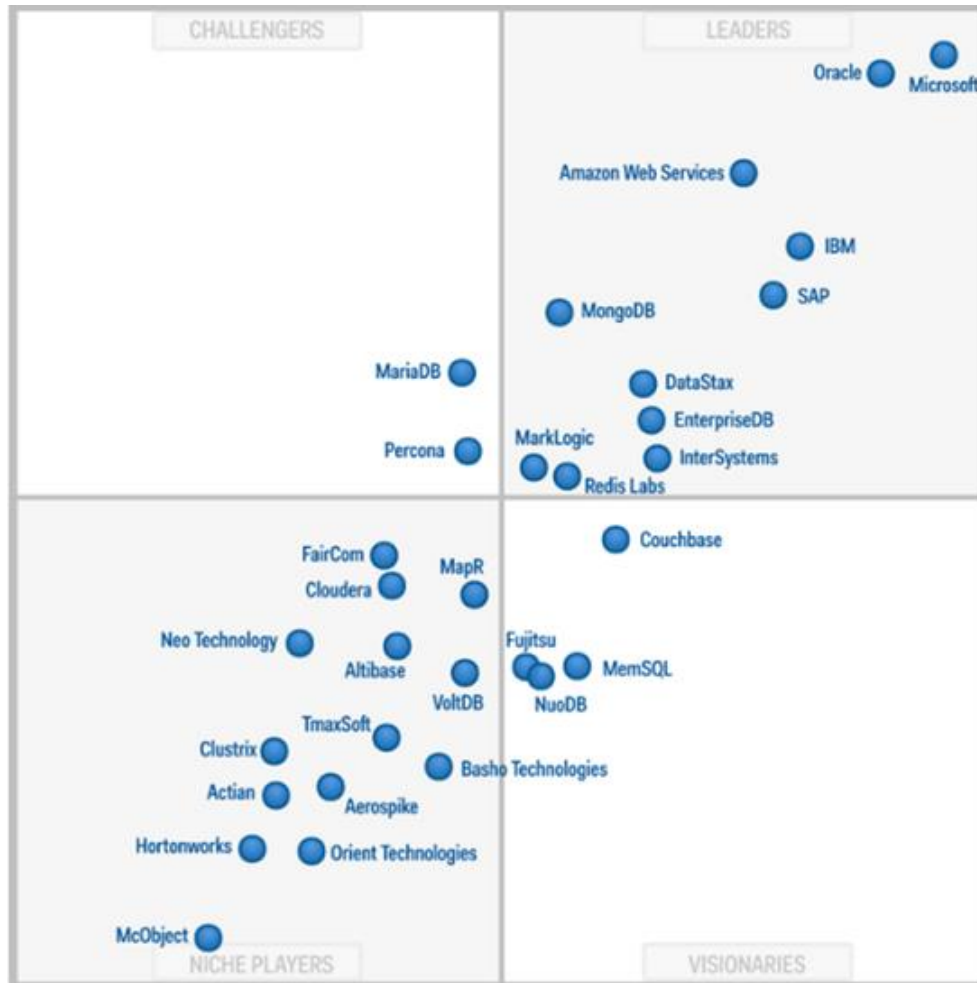 CHALLENGERS
LEADERS
Oracle
Microsoft
Amazon Web Services
IBM
SAP
MongoDB
MariaDB
DataStax
EnterpriseDB
Percona
MarkLogic
InterSystems
Redis Labs
FairCom
Couchbase
MapR
Cloudera
Neo Technology
Fujitsu
Altibase
MemSQL
VoltDB
NuoDB
TmaxSoft
Clustrix
Basho Technologies
Actian
Aerospike
Hortonworks
Orient Technologies
McObject
NICHE PLAYERS
VISIONARIES